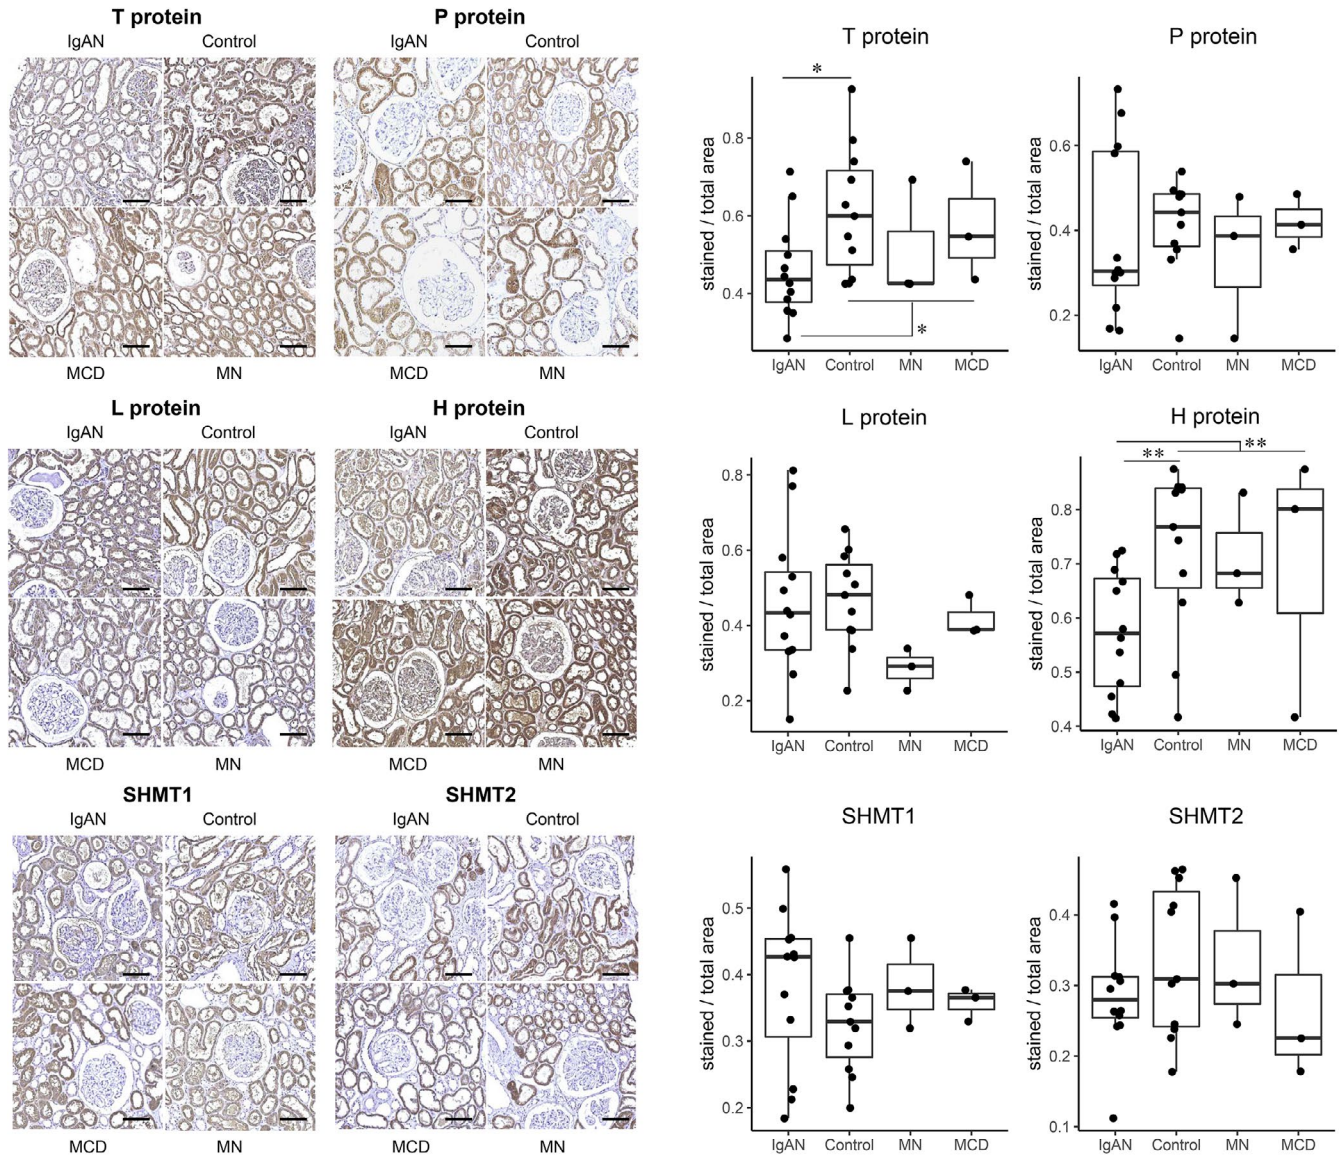 T protein
IgAN Control
MCD MN
P protein
IgAN Control
MCD MN
L protein
IgAN Control
MCD MN
H protein
IgAN Control
MCD MN
SHMT1
IgAN Control
MCD MN
SHMT2
IgAN Control
MCD MN
T protein
*
stained / total area
0.8
0.6
0.4
*
IgAN Control MN MCD
P protein
stained / total area
0.6
0.4
0.2
IgAN Control MN MCD
L protein
stained / total area
0.8
0.6
0.4
0.2
IgAN Control MN MCD
H protein
**
**
stained / total area
0.8
0.7
0.6
0.5
0.4
IgAN Control MN MCD
SHMT1
stained / total area
0.5
0.4
0.3
0.2
IgAN Control MN MCD
SHMT2
stained / total area
0.4
0.3
0.2
0.1
IgAN Control MN MCD